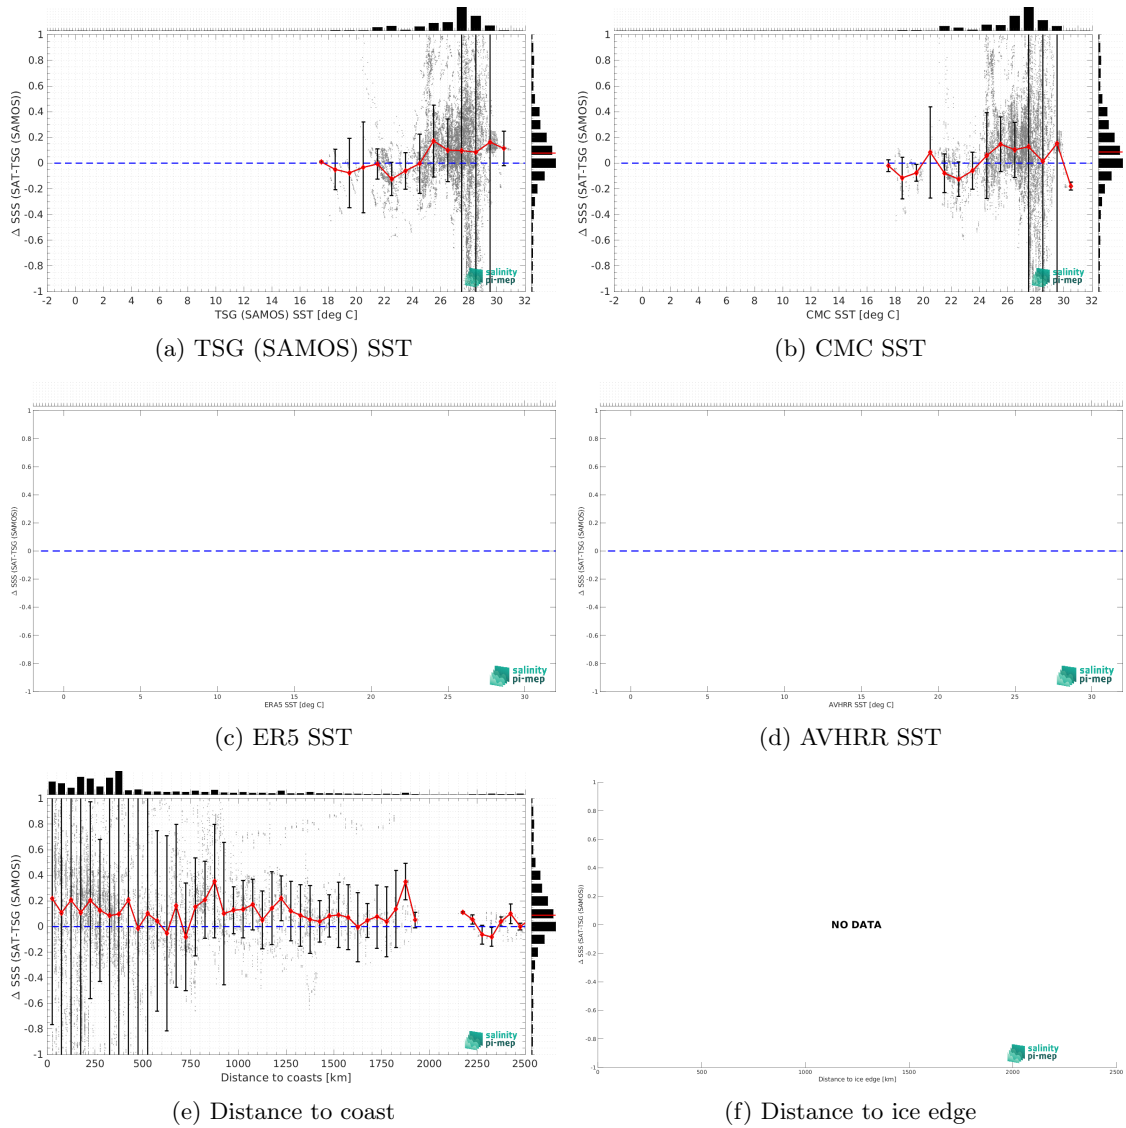 Δ SSS (SAT-TSG (SAMOS))
1
0.8
0.6
0.4
0.2
0
-0.2
-0.4
-0.6
-0.8
-1
-2 0 2 4 6 8 10 12 14 16 18 20 22 24 26 28 30 32
TSG (SAMOS) SST [deg C]
salinity
pi-mep
(a) TSG (SAMOS) SST
Δ SSS (SAT-TSG (SAMOS))
1
0.8
0.6
0.4
0.2
0
-0.2
-0.4
-0.6
-0.8
-1
-2 0 2 4 6 8 10 12 14 16 18 20 22 24 26 28 30 32
CMC SST [deg C]
salinity
pi-mep
(b) CMC SST
Δ SSS (SAT-TSG (SAMOS))
1
0.8
0.6
0.4
0.2
0
-0.2
-0.4
-0.6
-0.8
-1
0 5 10 15 20 25 30
ERA5 SST [deg C]
salinity
pi-mep
(c) ER5 SST
Δ SSS (SAT-TSG (SAMOS))
1
0.8
0.6
0.4
0.2
0
-0.2
-0.4
-0.6
-0.8
-1
0 5 10 15 20 25 30
AVHRR SST [deg C]
salinity
pi-mep
(d) AVHRR SST
Δ SSS (SAT-TSG (SAMOS))
1
0.8
0.6
0.4
0.2
0
-0.2
-0.4
-0.6
-0.8
-1
0 250 500 750 1000 1250 1500 1750 2000 2250 2500
Distance to coasts [km]
salinity
pi-mep
(e) Distance to coast
Δ SSS (SAT-TSG (SAMOS))
1
0.8
0.6
0.4
0.2
0
-0.2
-0.4
-0.6
-0.8
-1
NO DATA
0 500 1000 1500 2000 2500
Distance to ice edge [km]
salinity
pi-mep
(f) Distance to ice edge